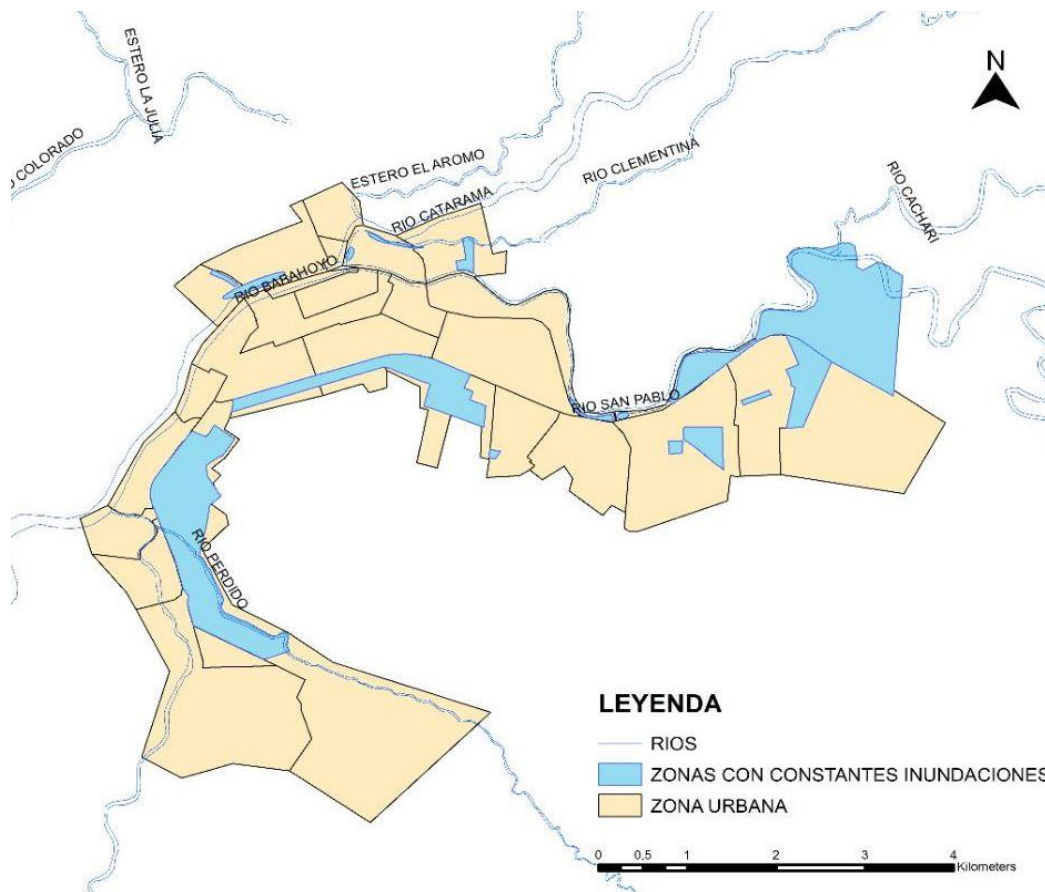 ESTERO LA JULIA
N
O COLORADO
ESTERO EL AROMO
RIO CLEMENTINA
RIO CATARAMA
RIO CACHARI
RIO BABAHOYO
RIO SAN PABLO
RIO PERDIDO
LEYENDA
RIOS
ZONAS CON CONSTANTES INUNDACIONES
ZONA URBANA
0 0,5 1 2 3 4
Kilometers